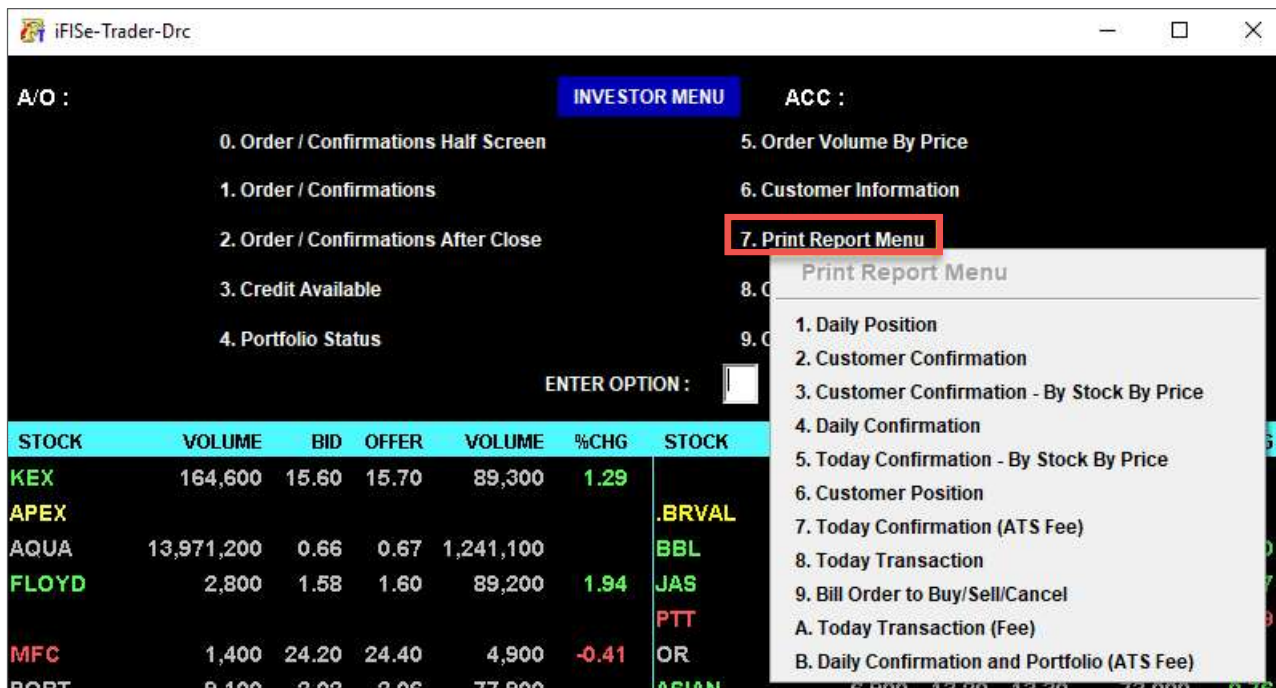 iFISe-Trader-Drc
A/O : INVESTOR MENU ACC :
0. Order / Confirmations Half Screen 5. Order Volume By Price
1. Order / Confirmations 6. Customer Information
2. Order / Confirmations After Close 7. Print Report Menu
3. Credit Available 8.
4. Portfolio Status 9.
ENTER OPTION :
Print Report Menu
1. Daily Position
2. Customer Confirmation
3. Customer Confirmation - By Stock By Price
4. Daily Confirmation
5. Today Confirmation - By Stock By Price
6. Customer Position
7. Today Confirmation (ATS Fee)
8. Today Transaction
9. Bill Order to Buy/Sell/Cancel
A. Today Transaction (Fee)
B. Daily Confirmation and Portfolio (ATS Fee)
STOCK VOLUME BID OFFER VOLUME %CHG STOCK
KEX 164,600 15.60 15.70 89,300 1.29
APEX .BRVAL
AQUA 13,971,200 0.66 0.67 1,241,100 BBL
FLOYD 2,800 1.58 1.60 89,200 1.94 JAS
PTT
MFC 1,400 24.20 24.40 4,900 -0.41 OR